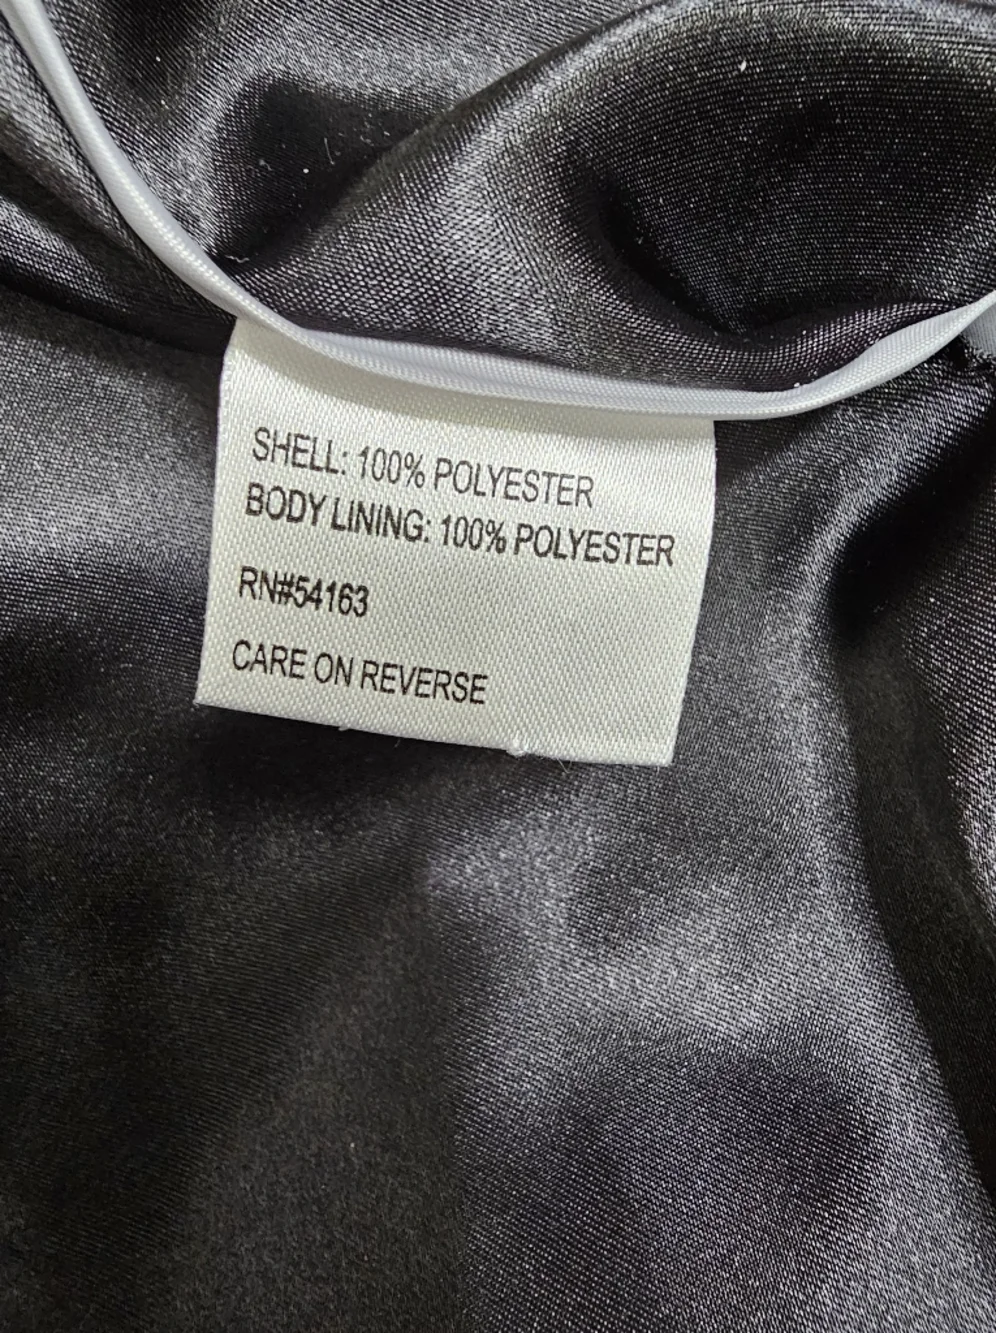 SHELL: 100% POLYESTER
BODY LINING: 100% POLYESTER
RN#54163
CARE ON REVERSE